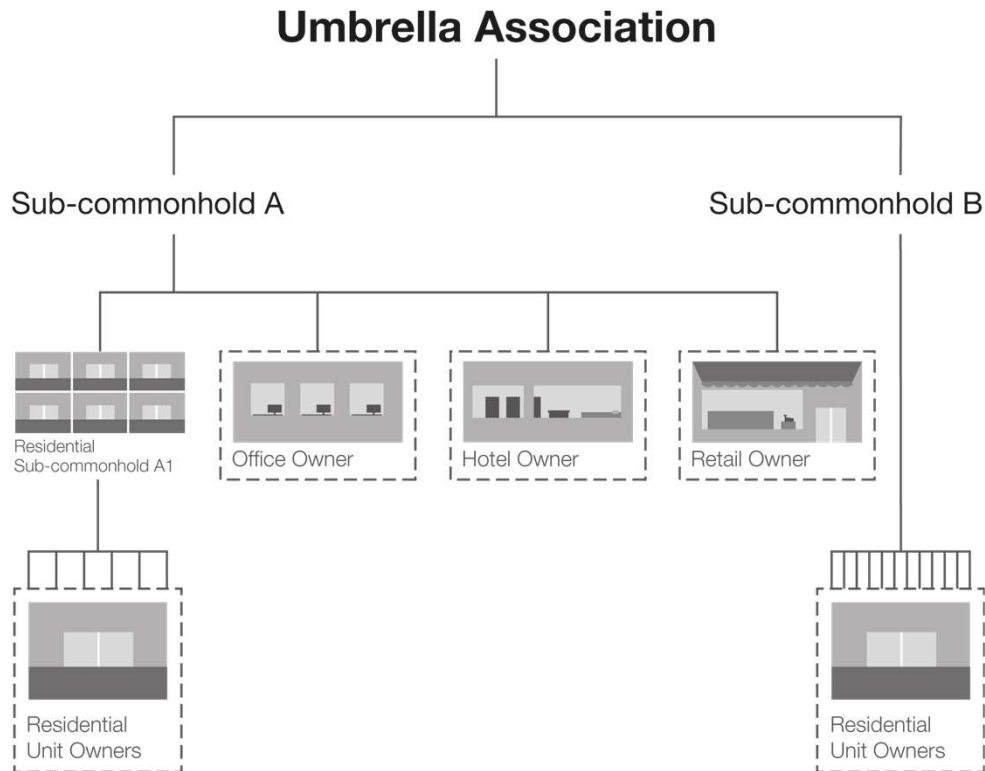 Umbrella Association
Sub-commonhold A
Sub-commonhold B
Residential
Sub-commonhold A1
Office Owner
Hotel Owner
Retail Owner
Residential
Unit Owners
Residential
Unit Owners